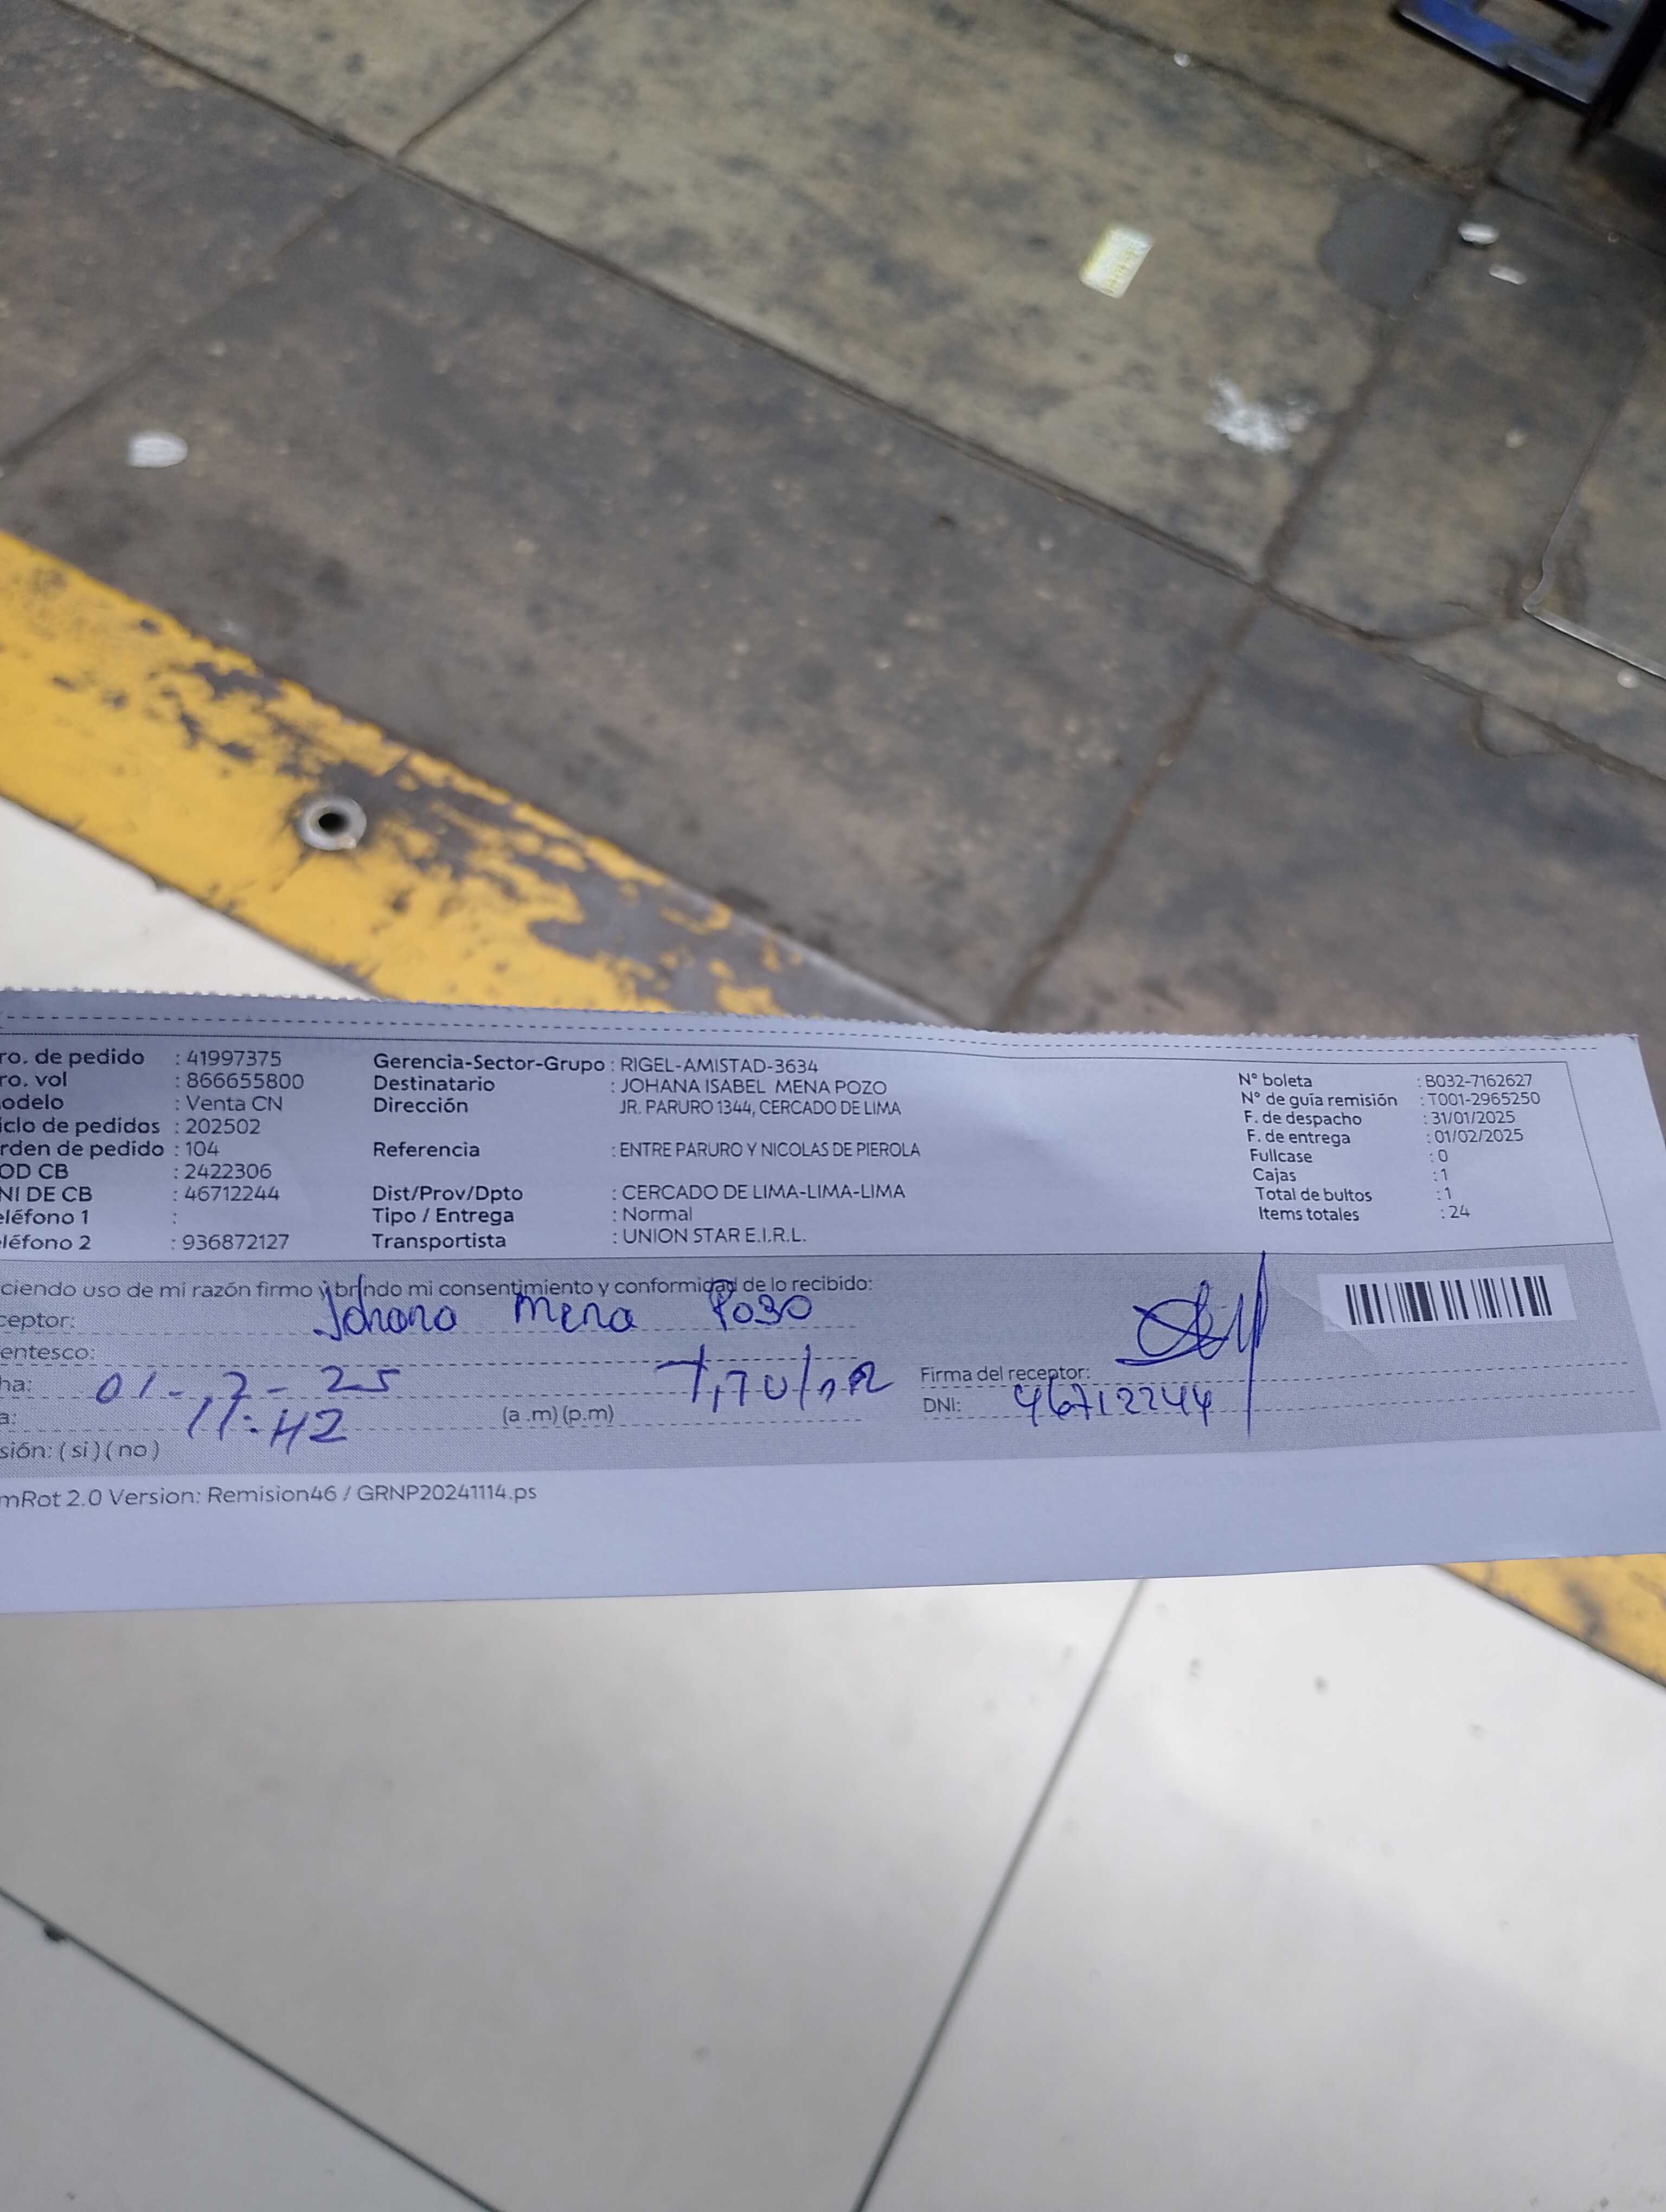 ro. de pedido : 41997375
ro. vol : 866655800
odelo : Venta CN
iclo de pedidos : 202502
rden de pedido : 104
OD CB : 2422306
NI DE CB : 46712244
eléfono 1 :
léfono 2 : 936872127
Gerencia-Sector-Grupo : RIGEL-AMISTAD-3634
Destinatario : JOHANA ISABEL MENA POZO
Dirección JR. PARURO 1344, CERCADO DE LIMA
Referencia : ENTRE PARURO Y NICOLAS DE PIEROLA
Dist/Prov/Dpto : CERCADO DE LIMA-LIMA-LIMA
Tipo / Entrega : Normal
Transportista : UNION STAR E.I.R.L.
N° boleta : B032-7162627
N° de guía remisión : T001-2965250
F. de despacho : 31/01/2025
F. de entrega : 01/02/2025
Fullcase : 0
Cajas : 1
Total de bultos : 1
Items totales : 24
ciendo uso de mi razón firmo y brindo mi consentimiento y conformidad de lo recibido:
ceptor: Johana Mena Pozo
entesco:
ha: 01-2-25
a: 11:42 (a .m) (p.m)
Firma del receptor:
DNI: 46712244
sión: ( si ) ( no )
mRot 2.0 Version: Remision46 / GRNP20241114.ps